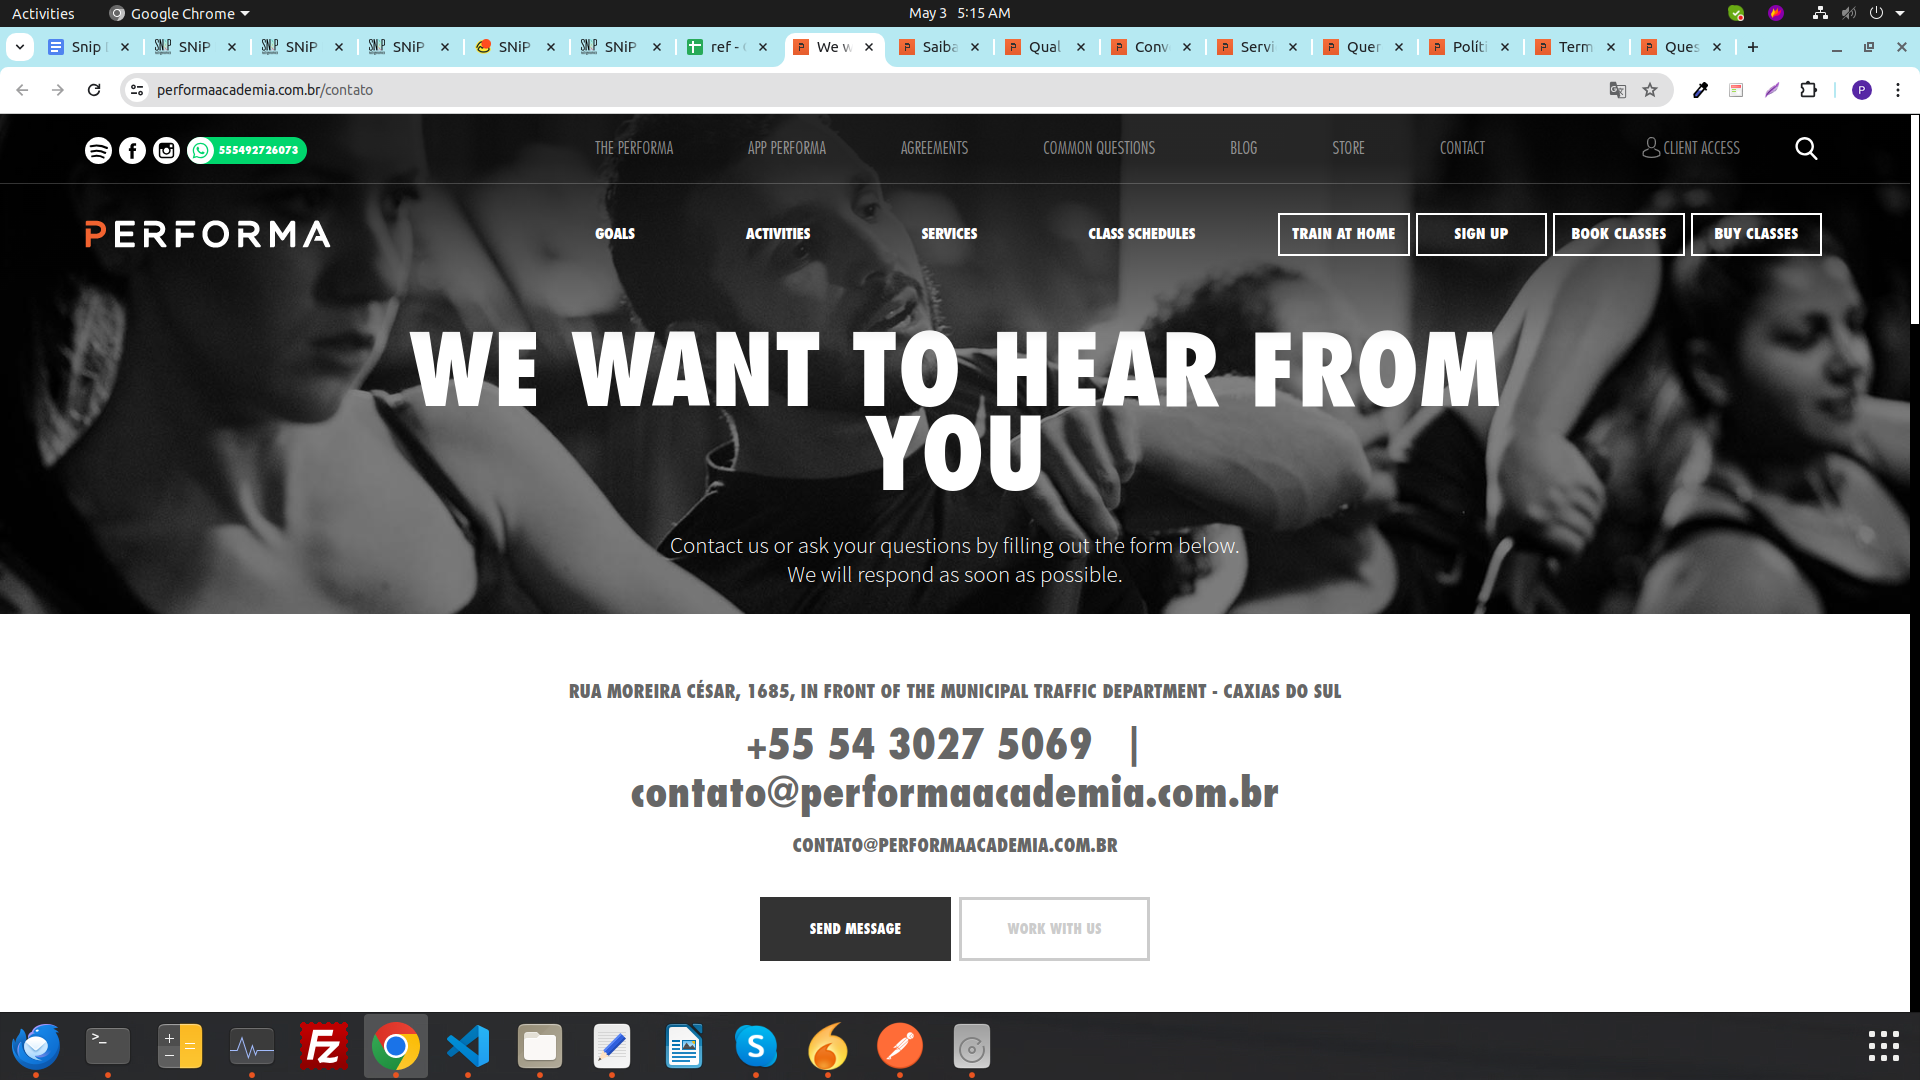 Activities
Google Chrome
May 3 5:15 AM
Snip
SNiP
SNiP
SNiP
SNiP
SNiP
ref -
We w
Saiba
Qual
Conv
Servi
Quer
Políti
Term
Ques
performaacademia.com.br/contato
P
555492726073
THE PERFORMA
APP PERFORMA
AGREEMENTS
COMMON QUESTIONS
BLOG
STORE
CONTACT
CLIENT ACCESS
PERFORMA
GOALS
ACTIVITIES
SERVICES
CLASS SCHEDULES
TRAIN AT HOME
SIGN UP
BOOK CLASSES
BUY CLASSES
WE WANT TO HEAR FROM
YOU
Contact us or ask your questions by filling out the form below.
We will respond as soon as possible.
RUA MOREIRA CÉSAR, 1685, IN FRONT OF THE MUNICIPAL TRAFFIC DEPARTMENT - CAXIAS DO SUL
+55 54 3027 5069 |
contato@performaacademia.com.br
CONTATO@PERFORMAACADEMIA.COM.BR
SEND MESSAGE
WORK WITH US